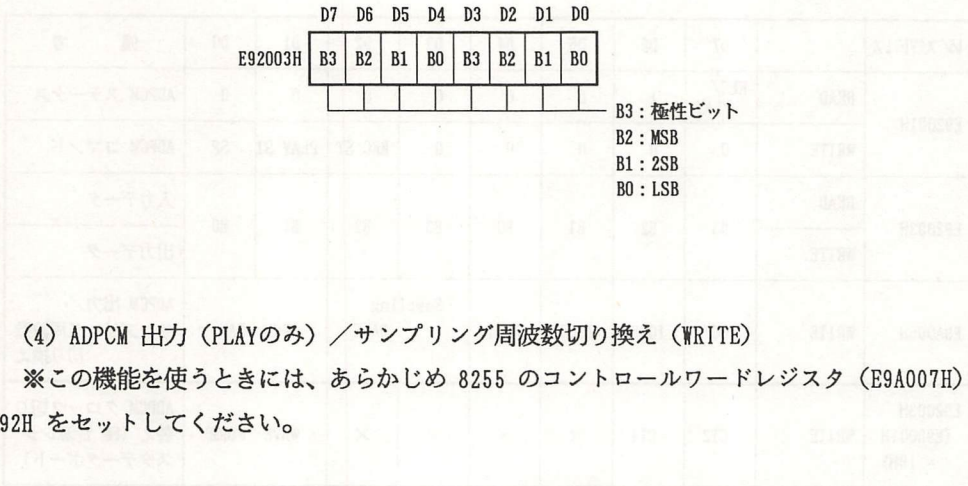 D7 D6 D5 D4 D3 D2 D1 D0
E92003H B3 B2 B1 B0 B3 B2 B1 B0
B3：極性ビット
B2：MSB
B1：2SB
B0：LSB
(4) ADPCM 出力（PLAYのみ）／サンプリング周波数切り換え（WRITE）
※この機能を使うときには、あらかじめ 8255 のコントロールワードレジスタ（E9A007H）
92H をセットしてください。